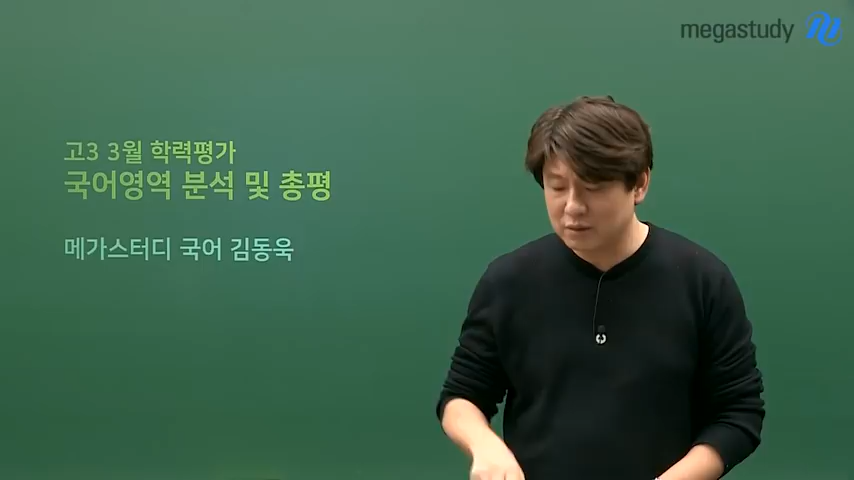 megastudy
고3 3월 학력평가
국어영역 분석 및 총평
메가스터디 국어 김동욱